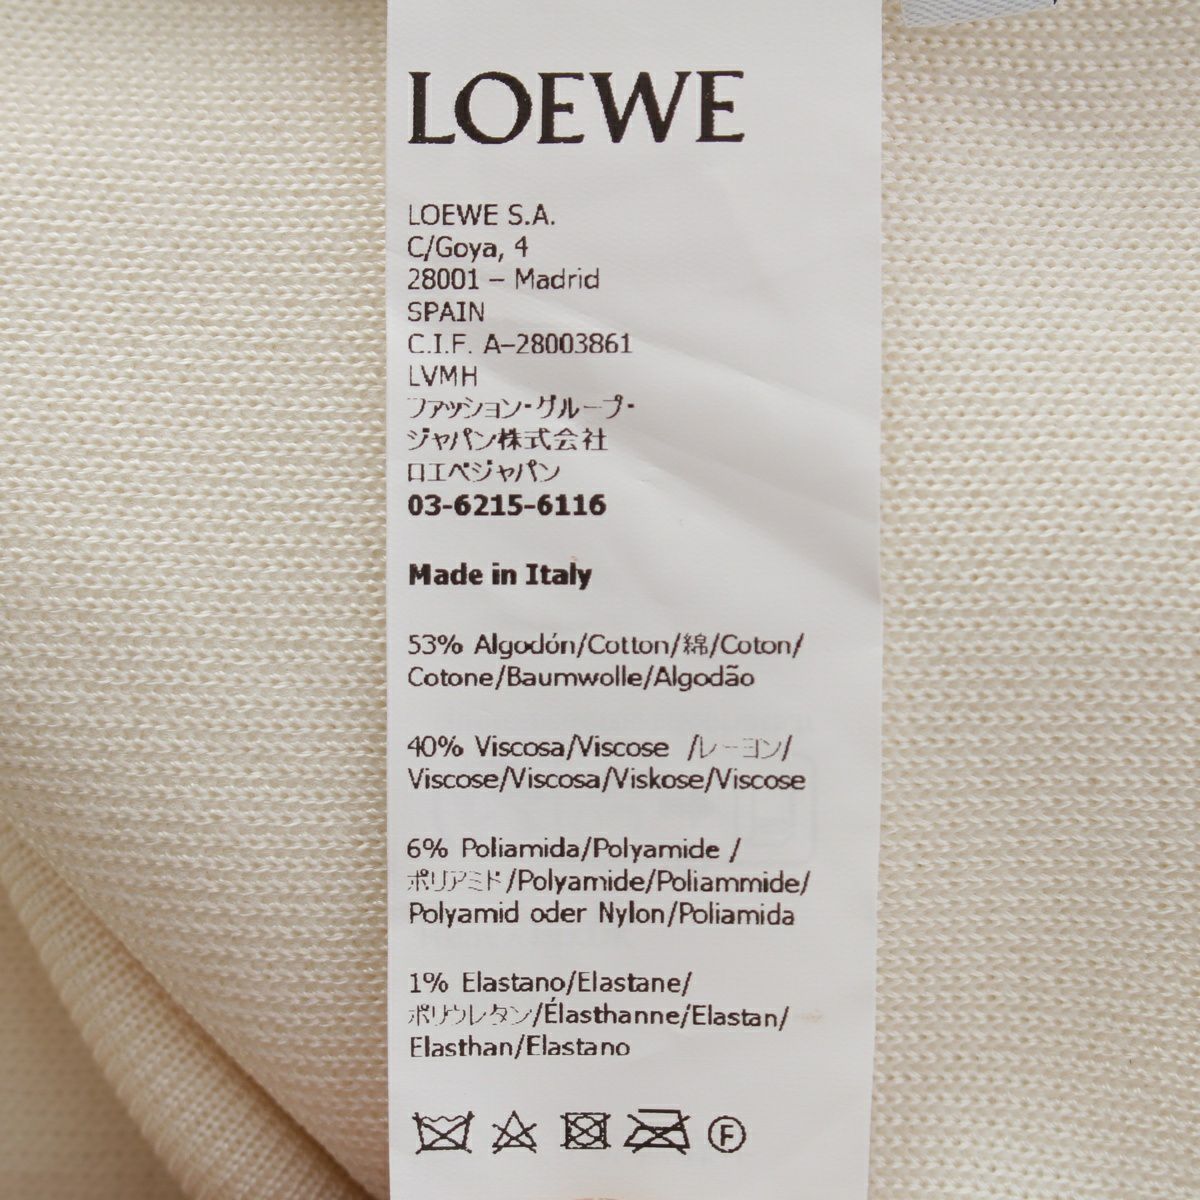 LOEWE
LOEWE S.A.
C/Goya, 4
28001 – Madrid
SPAIN
C.I.F. A–28003861
LVMH
ファッション・グループ・
ジャパン株式会社
ロエベジャパン
03-6215-6116
Made in Italy
53% Algodón/Cotton/綿/Coton/
Cotone/Baumwolle/Algodão
40% Viscosa/Viscose /レーヨン/
Viscose/Viscosa/Viskose/Viscose
6% Poliamida/Polyamide /
ポリアミド/Polyamide/Poliammide/
Polyamid oder Nylon/Poliamida
1% Elastano/Elastane/
ポリウレタン/Élasthanne/Elastan/
Elasthan/Elastano
F